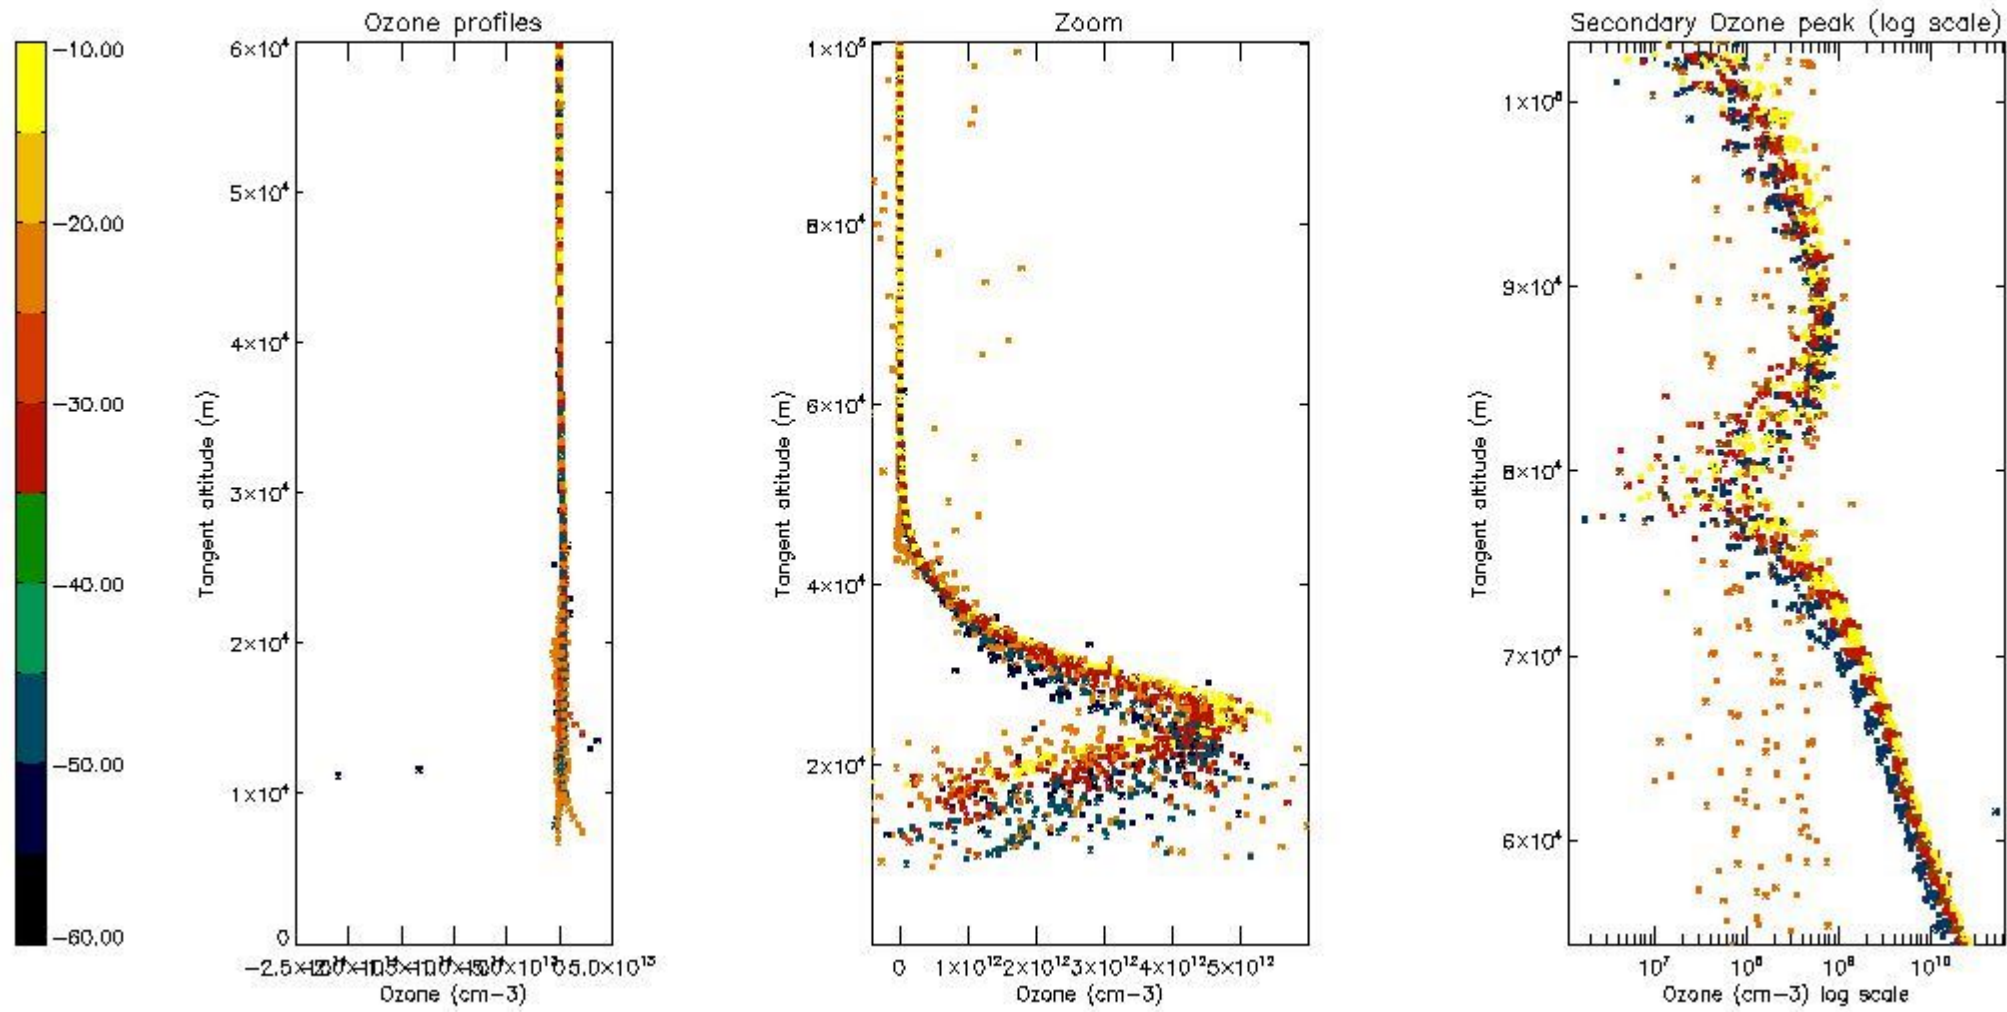 Ozone profiles
Zoom
Secondary Ozone peak (log scale)
−10.00
−20.00
−30.00
−40.00
−50.00
−60.00
6×10⁴
5×10⁴
4×10⁴
3×10⁴
2×10⁴
1×10⁴
0
Tangent altitude (m)
5.0×10¹³
Ozone (cm−3)
1×10⁵
8×10⁴
6×10⁴
4×10⁴
2×10⁴
Tangent altitude (m)
0 1×10¹² 2×10¹² 3×10¹² 4×10¹² 5×10¹²
Ozone (cm−3)
1×10⁵
9×10⁴
8×10⁴
7×10⁴
6×10⁴
Tangent altitude (m)
10⁷ 10⁸ 10⁹ 10¹⁰
Ozone (cm−3) log scale